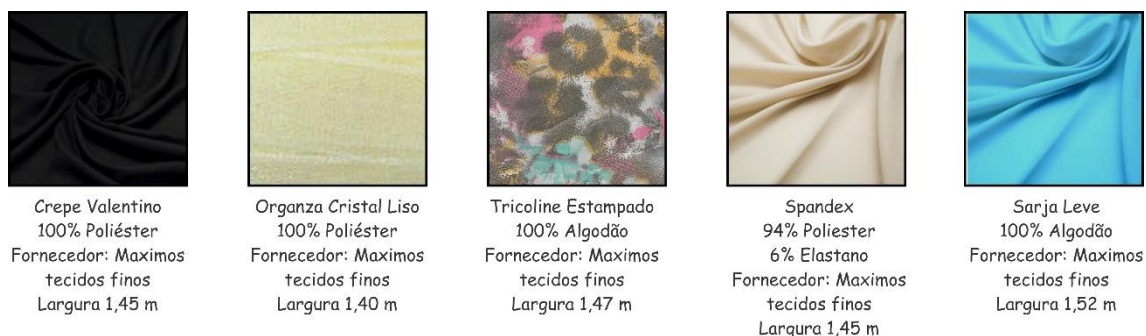 Crepe Valentino
100% Poliéster
Fornecedor: Maximos
tecidos finos
Largura 1,45 m
Organza Cristal Liso
100% Poliéster
Fornecedor: Maximos
tecidos finos
Largura 1,40 m
Tricoline Estampado
100% Algodão
Fornecedor: Maximos
tecidos finos
Largura 1,47 m
Spandex
94% Poliester
6% Elastano
Fornecedor: Maximos
tecidos finos
Largura 1,45 m
Sarja Leve
100% Algodão
Fornecedor: Maximos
tecidos finos
Largura 1,52 m